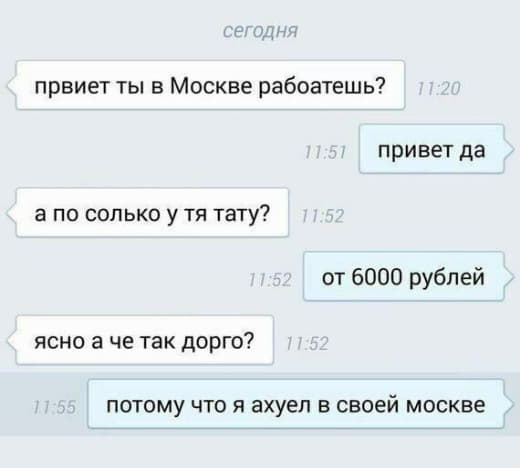 сегодня
првиет ты в Москве рабоатешь?
11:20
11:51
привет да
а по солько у тя тату?
11:52
11:52
от 6000 рублей
ясно а че так дорго?
11:52
11:55
потому что я ахуел в своей москве